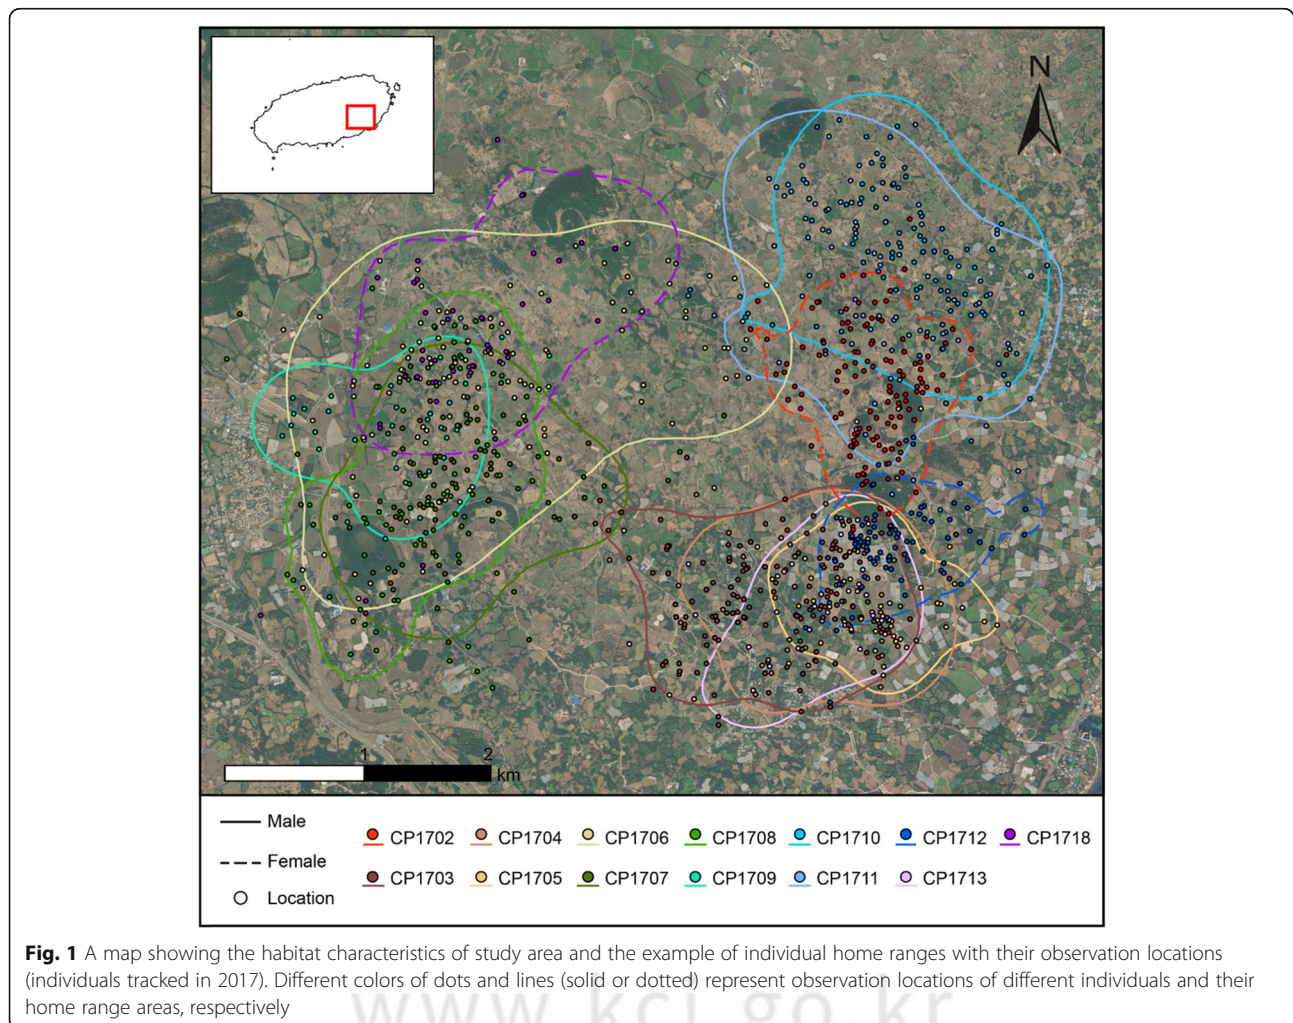 N
1
2
km
Male
Female
Location
CP1702
CP1704
CP1706
CP1708
CP1710
CP1712
CP1718
CP1703
CP1705
CP1707
CP1709
CP1711
CP1713
Fig. 1 A map showing the habitat characteristics of study area and the example of individual home ranges with their observation locations
(individuals tracked in 2017). Different colors of dots and lines (solid or dotted) represent observation locations of different individuals and their
home range areas, respectively
www.kci.go.kr